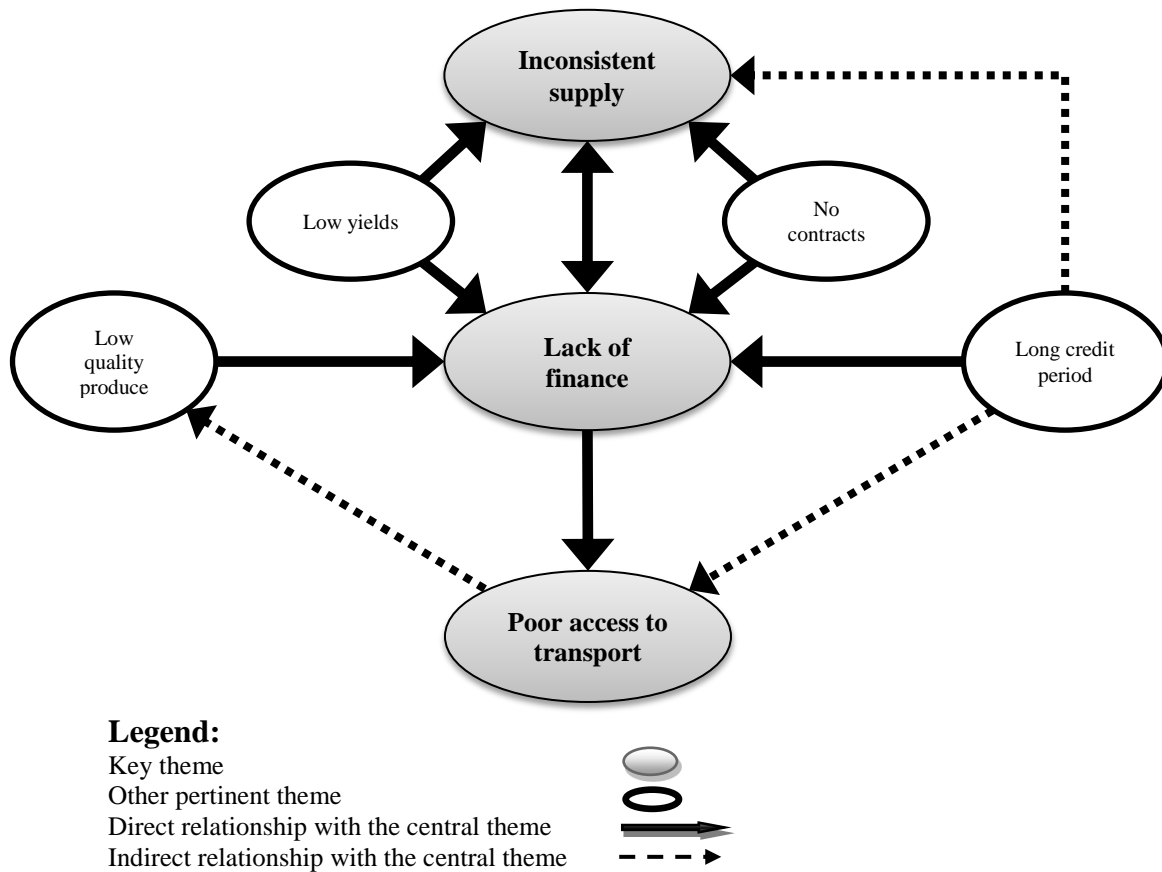 Inconsistent
supply
Low yields
No
contracts
Low
quality
produce
Lack of
finance
Long credit
period
Poor access to
transport
Legend:
Key theme
Other pertinent theme
Direct relationship with the central theme
Indirect relationship with the central theme